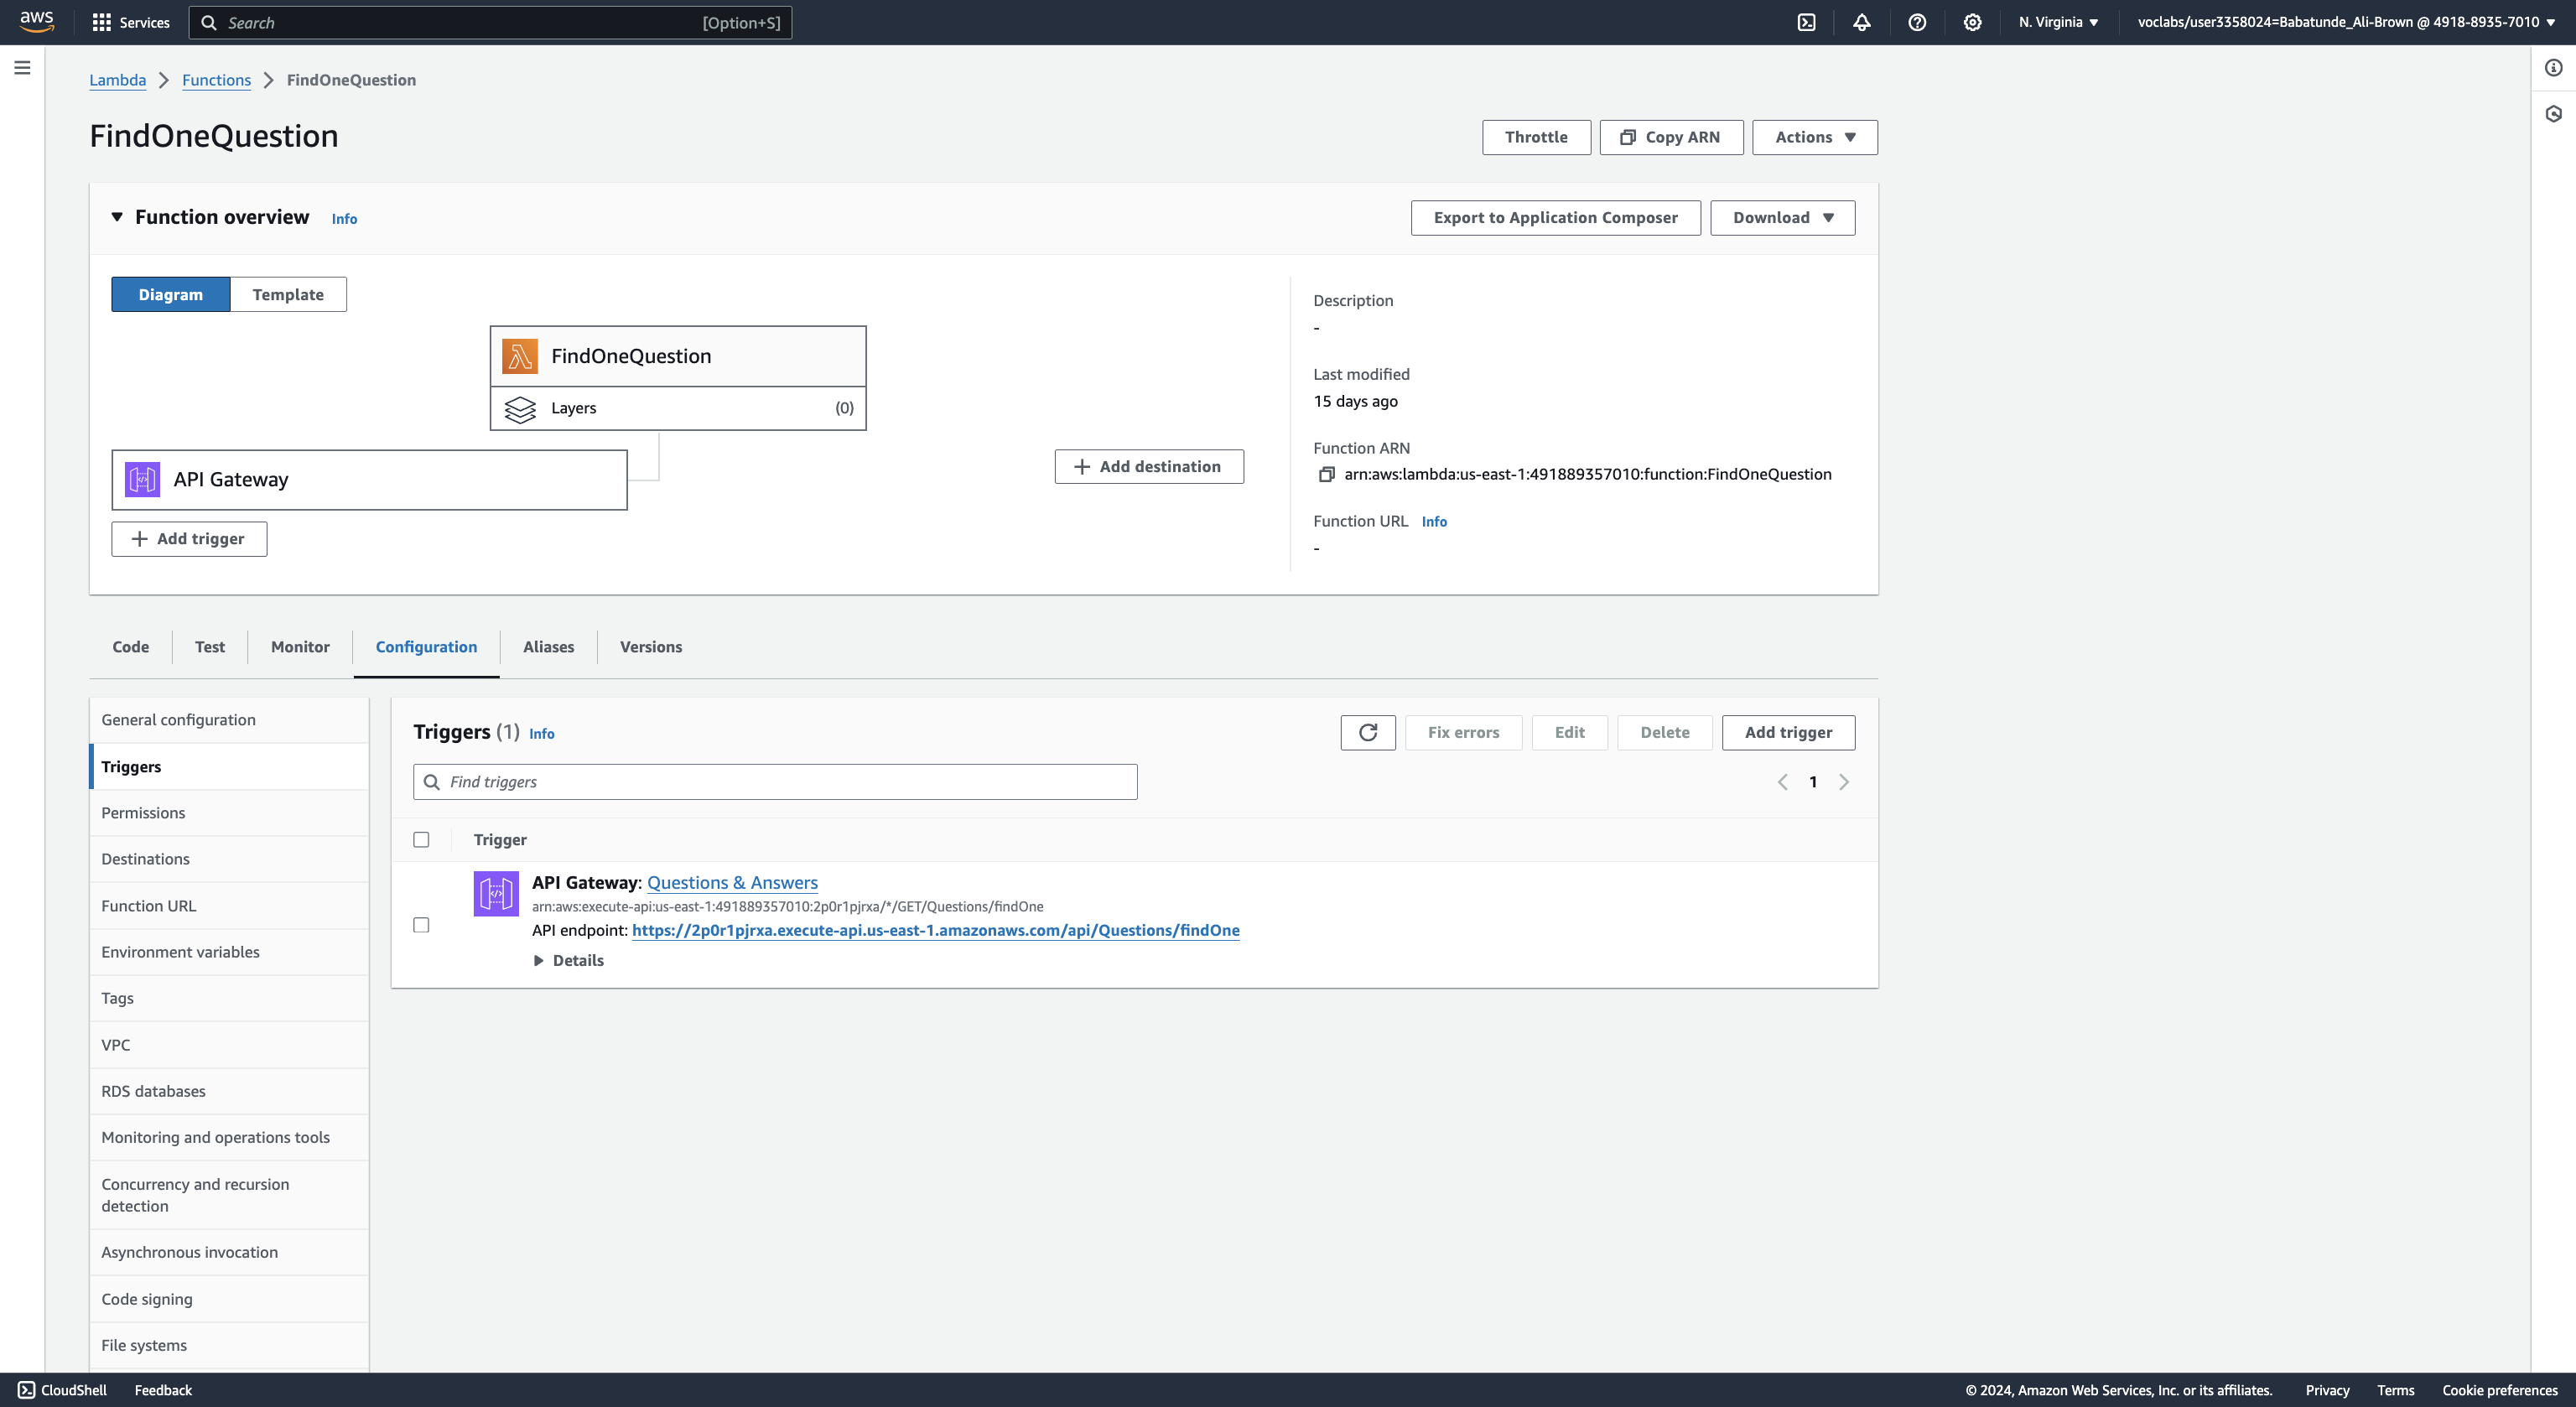 aws
Services
Search
[Option+S]
N. Virginia
voclabs/user3358024=Babatunde_Ali-Brown @ 4918-8935-7010
Lambda
Functions
FindOneQuestion
FindOneQuestion
Throttle
Copy ARN
Actions
Function overview
Info
Export to Application Composer
Download
Diagram
Template
FindOneQuestion
Layers
(0)
API Gateway
Add trigger
Add destination
Description
-
Last modified
15 days ago
Function ARN
arn:aws:lambda:us-east-1:491889357010:function:FindOneQuestion
Function URL
Info
-
Code
Test
Monitor
Configuration
Aliases
Versions
General configuration
Triggers
Permissions
Destinations
Function URL
Environment variables
Tags
VPC
RDS databases
Monitoring and operations tools
Concurrency and recursion
detection
Asynchronous invocation
Code signing
File systems
Triggers (1)
Info
Fix errors
Edit
Delete
Add trigger
Find triggers
1
Trigger
API Gateway: Questions & Answers
arn:aws:execute-api:us-east-1:491889357010:2p0r1pjrxa/*/GET/Questions/findOne
API endpoint: https://2p0r1pjrxa.execute-api.us-east-1.amazonaws.com/api/Questions/findOne
Details
CloudShell
Feedback
© 2024, Amazon Web Services, Inc. or its affiliates.
Privacy
Terms
Cookie preferences